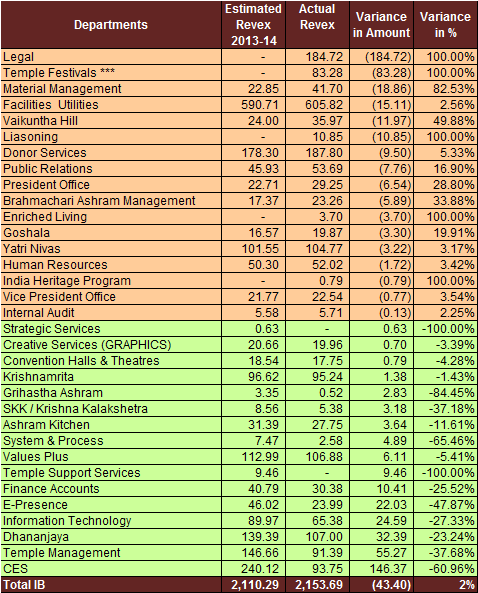 Departments Estimated Revex 2013-14 Actual Revex Variance in Amount Variance in %
Legal - 184.72 (184.72) 100.00%
Temple Festivals *** - 83.28 (83.28) 100.00%
Material Management 22.85 41.70 (18.86) 82.53%
Facilities Utilities 590.71 605.82 (15.11) 2.56%
Vaikuntha Hill 24.00 35.97 (11.97) 49.88%
Liasoning - 10.85 (10.85) 100.00%
Donor Services 178.30 187.80 (9.50) 5.33%
Public Relations 45.93 53.69 (7.76) 16.90%
President Office 22.71 29.25 (6.54) 28.80%
Brahmachari Ashram Management 17.37 23.26 (5.89) 33.88%
Enriched Living - 3.70 (3.70) 100.00%
Goshala 16.57 19.87 (3.30) 19.91%
Yatri Nivas 101.55 104.77 (3.22) 3.17%
Human Resources 50.30 52.02 (1.72) 3.42%
India Heritage Program - 0.79 (0.79) 100.00%
Vice President Office 21.77 22.54 (0.77) 3.54%
Internal Audit 5.58 5.71 (0.13) 2.25%
Strategic Services 0.63 - 0.63 -100.00%
Creative Services (GRAPHICS) 20.66 19.96 0.70 -3.39%
Convention Halls & Theatres 18.54 17.75 0.79 -4.28%
Krishnamrita 96.62 95.24 1.38 -1.43%
Grihastha Ashram 3.35 0.52 2.83 -84.45%
SKK / Krishna Kalakshetra 8.56 5.38 3.18 -37.18%
Ashram Kitchen 31.39 27.75 3.64 -11.61%
System & Process 7.47 2.58 4.89 -65.46%
Values Plus 112.99 106.88 6.11 -5.41%
Temple Support Services 9.46 - 9.46 -100.00%
Finance Accounts 40.79 30.38 10.41 -25.52%
E-Presence 46.02 23.99 22.03 -47.87%
Information Technology 89.97 65.38 24.59 -27.33%
Dhananjaya 139.39 107.00 32.39 -23.24%
Temple Management 146.66 91.39 55.27 -37.68%
CES 240.12 93.75 146.37 -60.96%
Total IB 2,110.29 2,153.69 (43.40) 2%